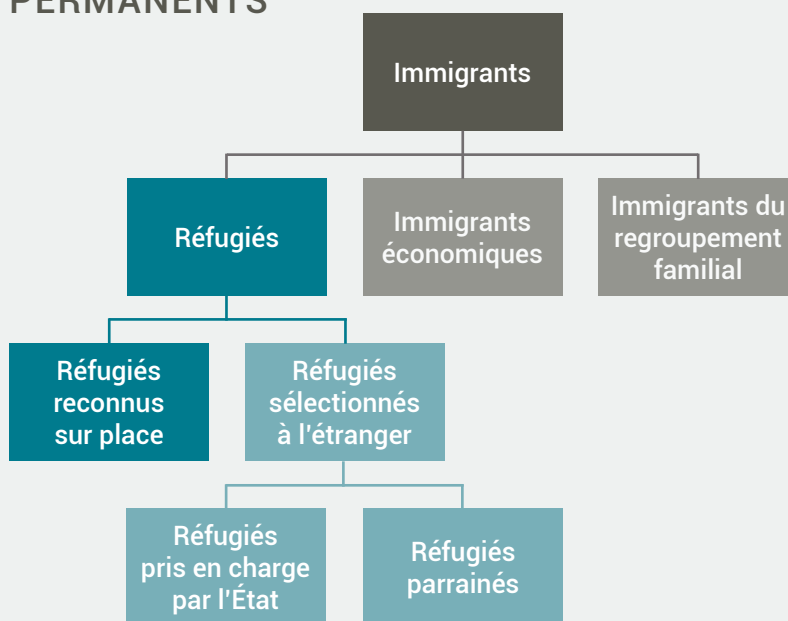 PERMANENTS
Immigrants
Réfugiés
Immigrants
économiques
Immigrants du
regroupement
familial
Réfugiés
reconnus
sur place
Réfugiés
sélectionnés
à l'étranger
Réfugiés
pris en charge
par l'État
Réfugiés
parrainés